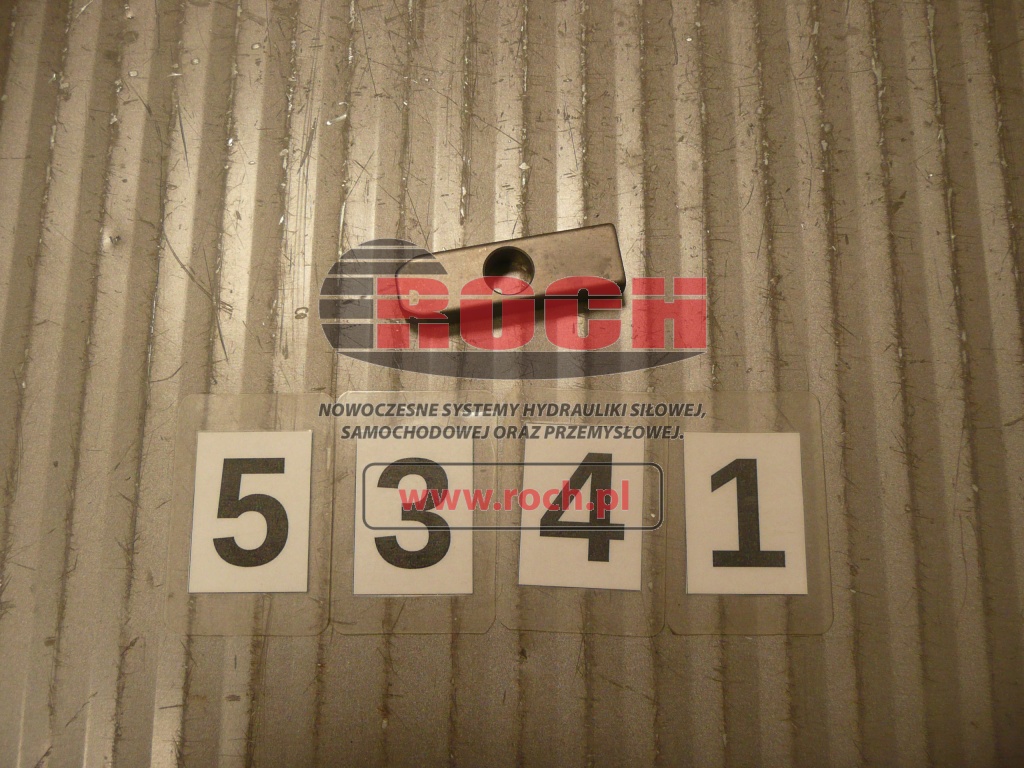 ROCH
NOWOCZESNE SYSTEMY HYDRAULIKI SIŁOWEJ,
SAMOCHODOWEJ ORAZ PRZEMYSŁOWEJ.
www.roch.pl
5 3 4 1